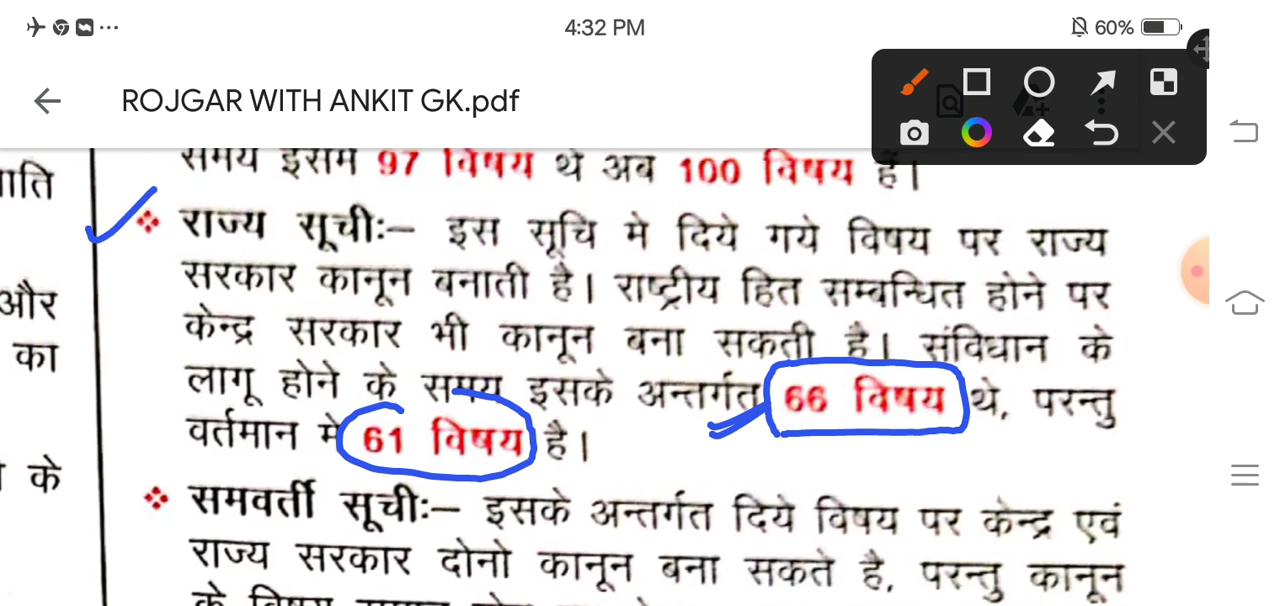 4:32 PM
60%
ROJGAR WITH ANKIT GK.pdf
समय इसमे 97 विषय थे अब 100 विषय हैं।
ाति
❖ राज्य सूचीः– इस सूचि मे दिये गये विषय पर राज्य
सरकार कानून बनाती है। राष्ट्रीय हित सम्बन्धित होने पर
और
केन्द्र सरकार भी कानून बना सकती है। संविधान के
का
लागू होने के समय इसके अन्तर्गत 66 विषय थे, परन्तु
वर्तमान मे 61 विषय है।
के
❖ समवर्ती सूचीः– इसके अन्तर्गत दिये विषय पर केन्द्र एवं
राज्य सरकार दोनो कानून बना सकते है, परन्तु कानून
के विषय